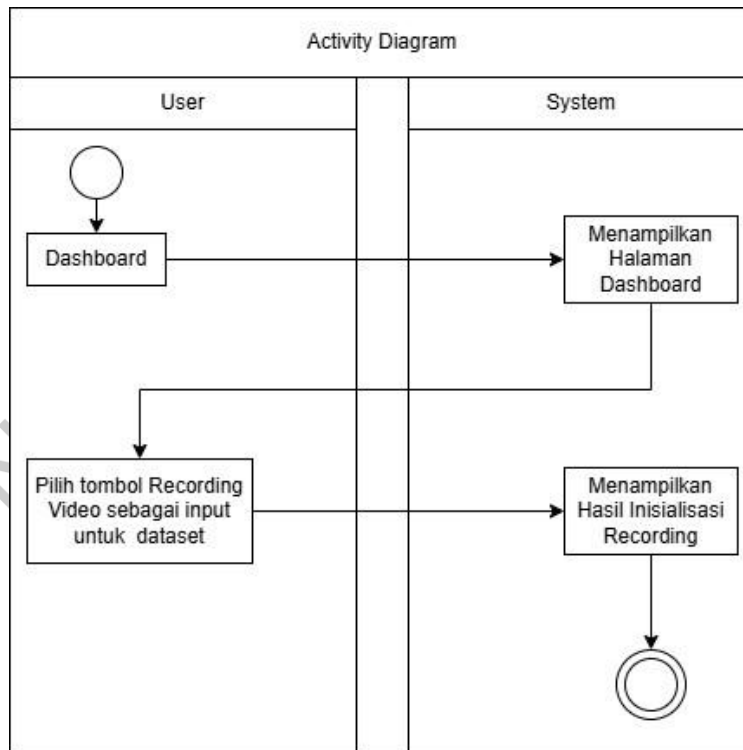 Activity Diagram
User
System
Dashboard
Menampilkan
Halaman
Dashboard
Pilih tombol Recording
Video sebagai input
untuk dataset
Menampilkan
Hasil Inisialisasi
Recording